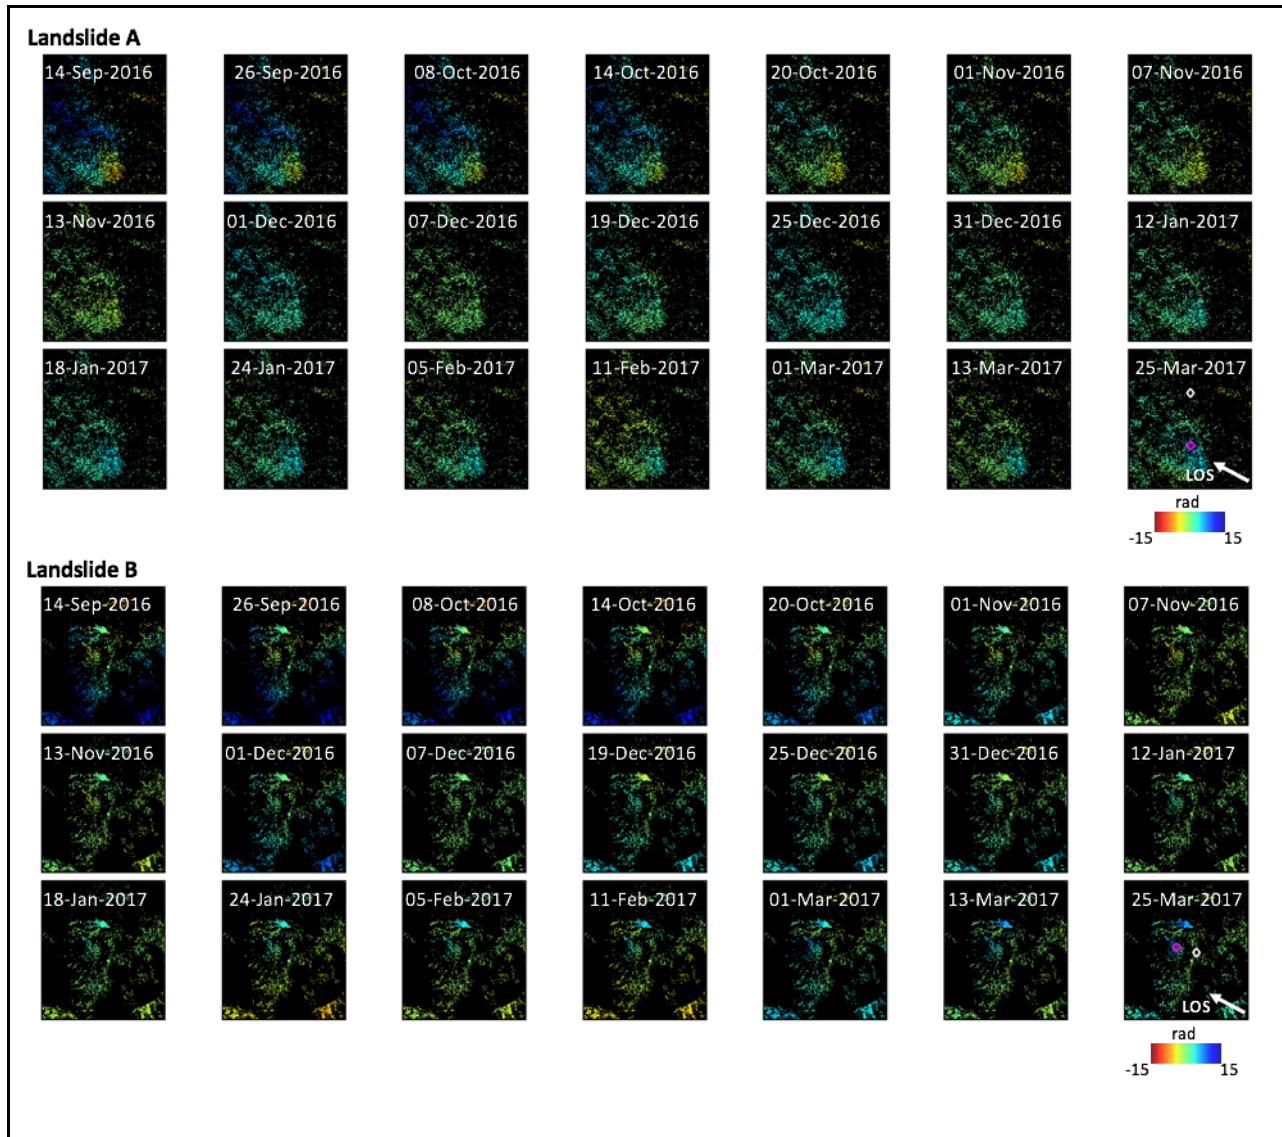 Landslide A
14-Sep-2016 26-Sep-2016 08-Oct-2016 14-Oct-2016 20-Oct-2016 01-Nov-2016 07-Nov-2016
13-Nov-2016 01-Dec-2016 07-Dec-2016 19-Dec-2016 25-Dec-2016 31-Dec-2016 12-Jan-2017
18-Jan-2017 24-Jan-2017 05-Feb-2017 11-Feb-2017 01-Mar-2017 13-Mar-2017 25-Mar-2017
LOS
rad
-15 15
Landslide B
14-Sep-2016 26-Sep-2016 08-Oct-2016 14-Oct-2016 20-Oct-2016 01-Nov-2016 07-Nov-2016
13-Nov-2016 01-Dec-2016 07-Dec-2016 19-Dec-2016 25-Dec-2016 31-Dec-2016 12-Jan-2017
18-Jan-2017 24-Jan-2017 05-Feb-2017 11-Feb-2017 01-Mar-2017 13-Mar-2017 25-Mar-2017
LOS
rad
-15 15